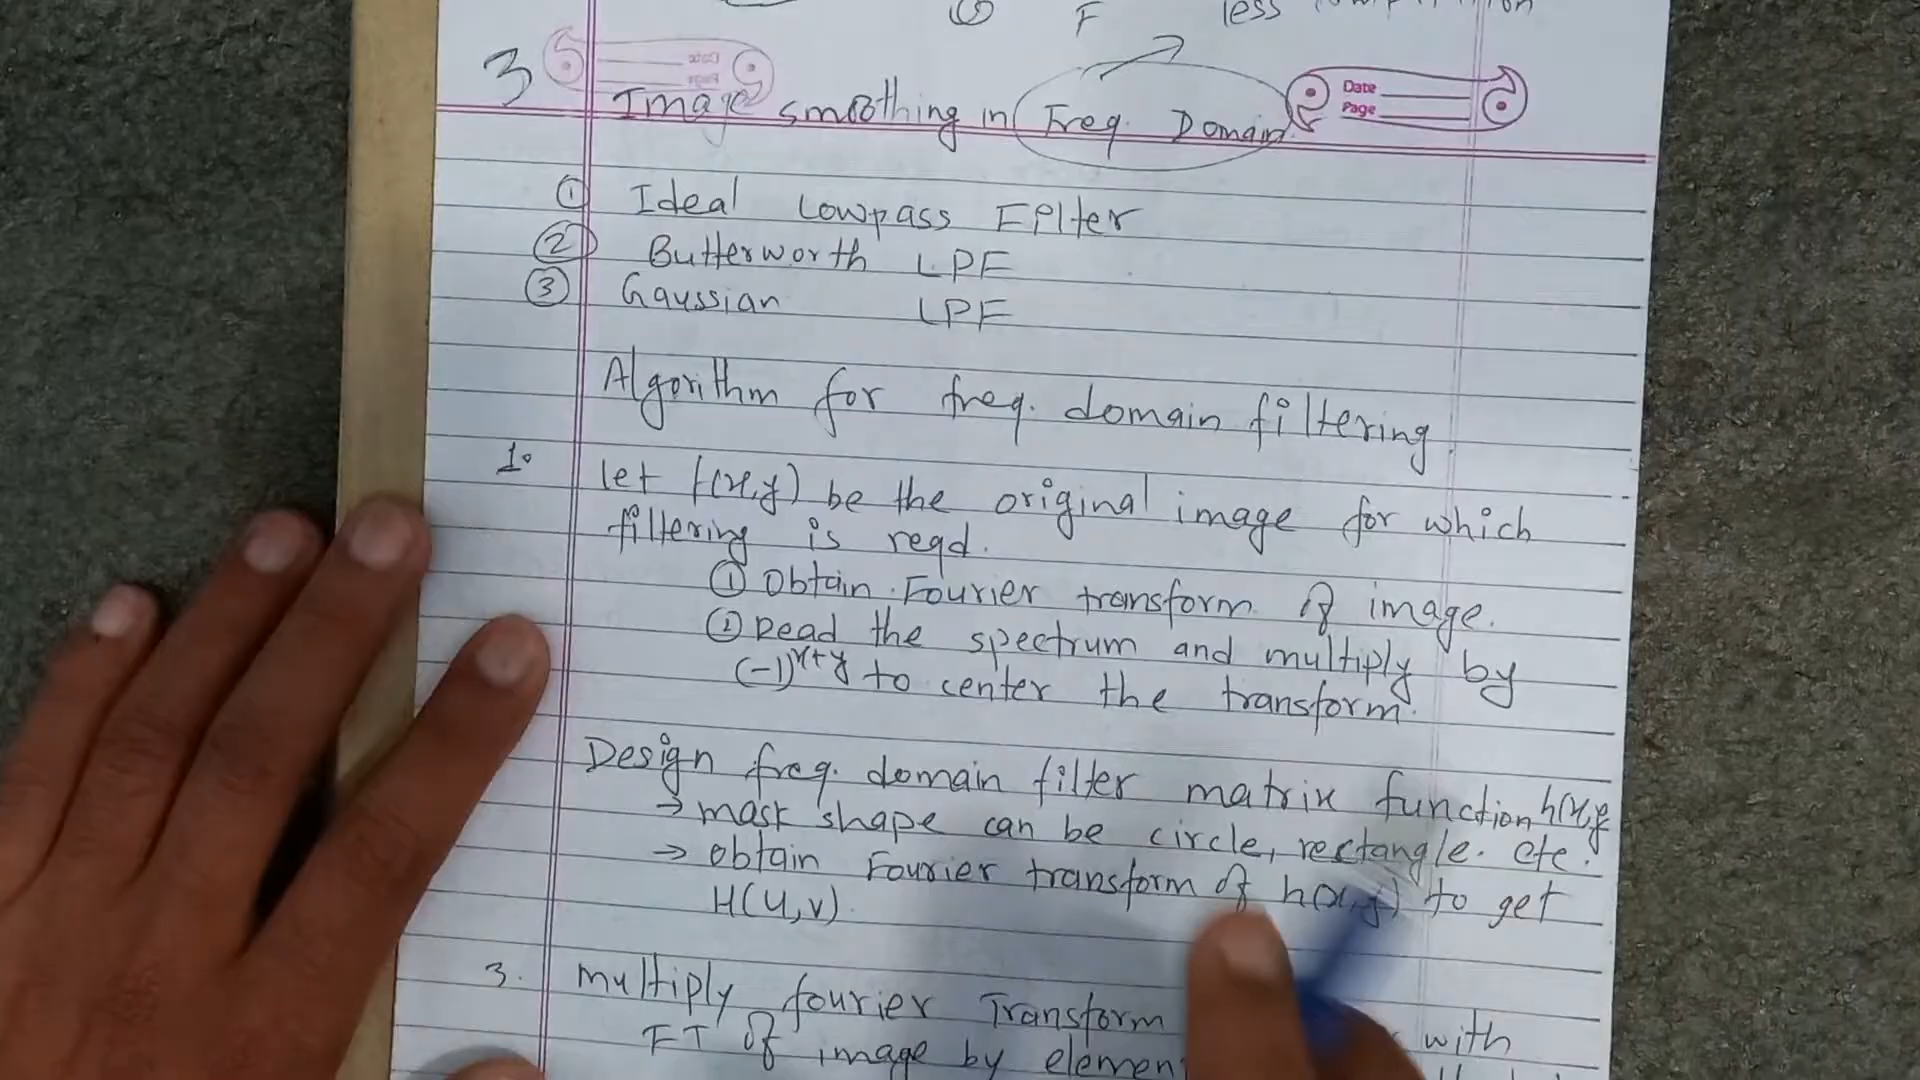 F less
3
Date
Page
Image smoothing in Freq. Domain
① Ideal Lowpass Filter
② Butterworth LPF
③ Gaussian LPF
Algorithm for freq. domain filtering
1. let f(x,y) be the original image for which
filtering is reqd.
① Obtain Fourier transform of image.
② Read the spectrum and multiply by
(-1)^x+y to center the transform.
Design freq. domain filter matrix function h(x,y
→ mask shape can be circle, rectangle. etc.
→ obtain Fourier transform of h(x,y) to get
H(u,v)
3. Multiply fourier Transform with
FT of image by elemen